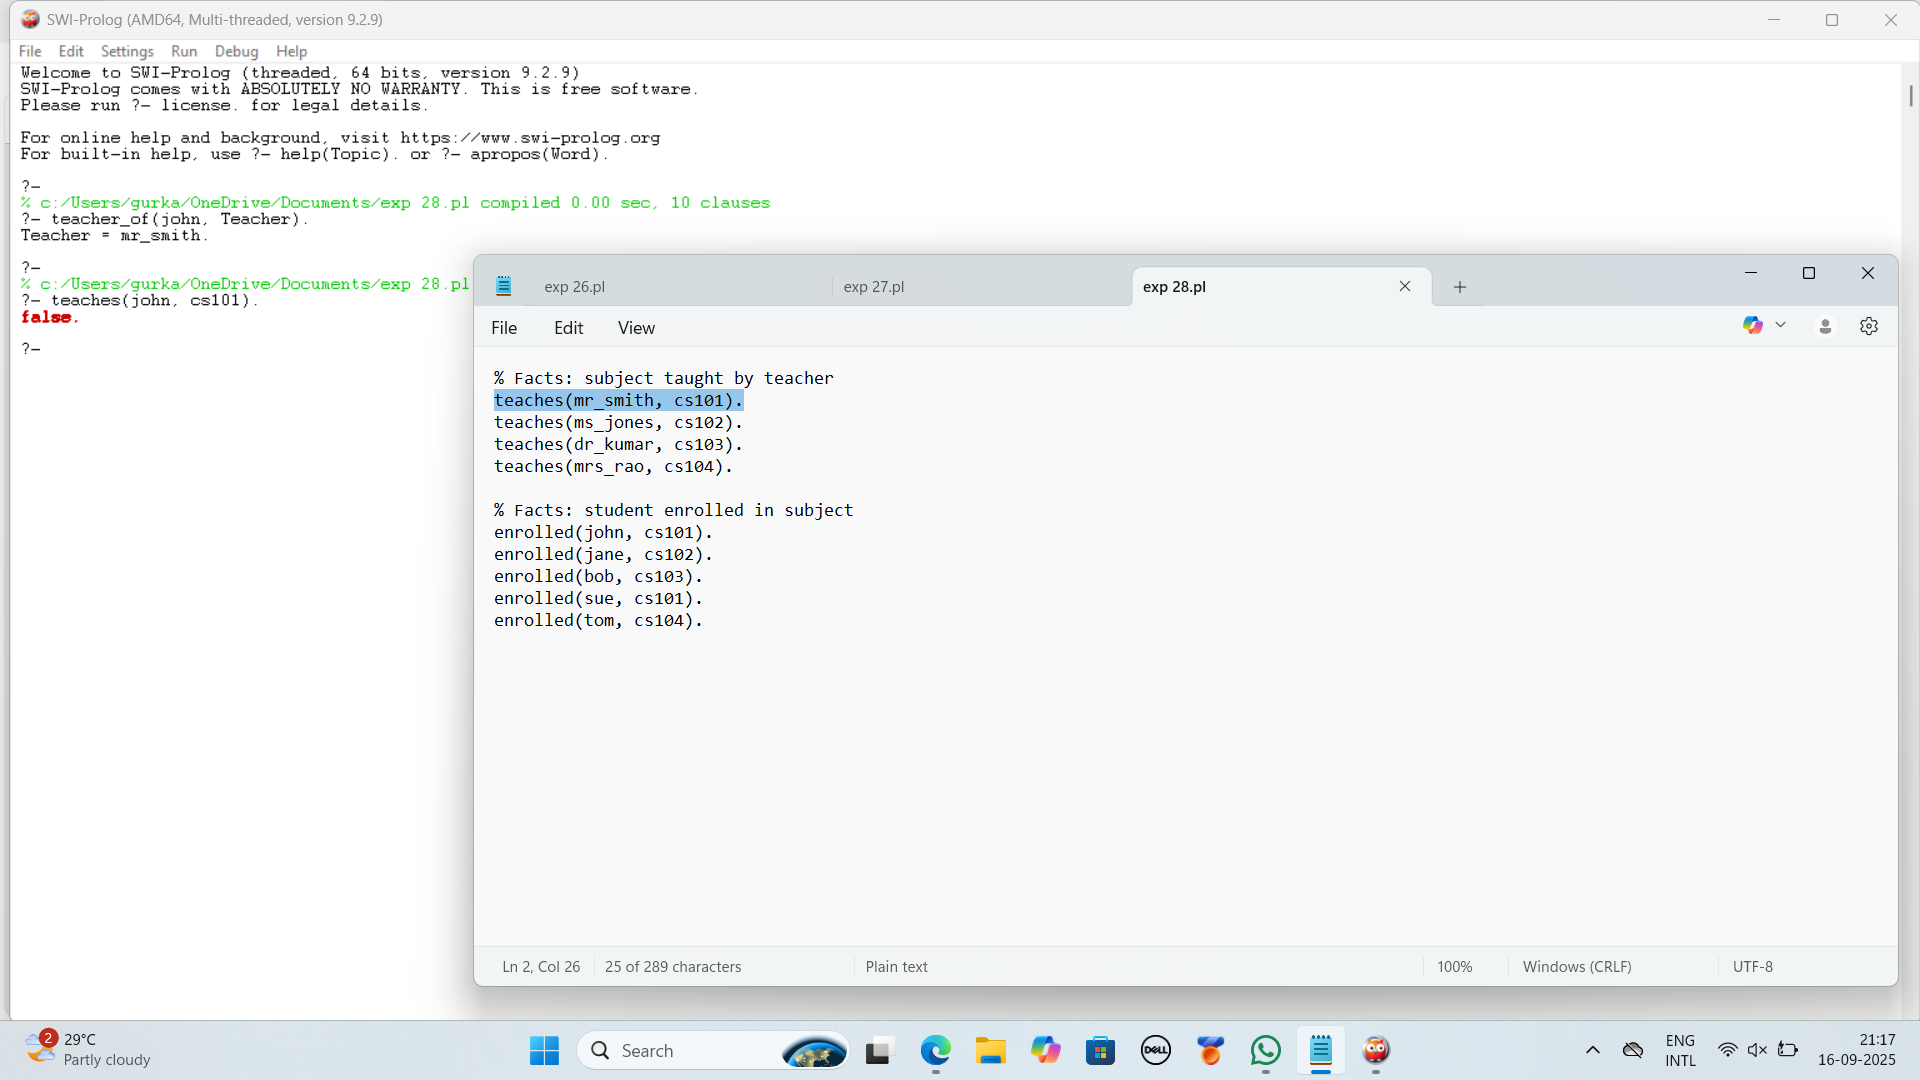 SWI-Prolog (AMD64, Multi-threaded, version 9.2.9)
File Edit Settings Run Debug Help
Welcome to SWI-Prolog (threaded, 64 bits, version 9.2.9)
SWI-Prolog comes with ABSOLUTELY NO WARRANTY. This is free software.
Please run ?- license. for legal details.
For online help and background, visit https://www.swi-prolog.org
For built-in help, use ?- help(Topic). or ?- apropos(Word).
?-
% c:/Users/gurka/OneDrive/Documents/exp 28.pl compiled 0.00 sec, 10 clauses
?- teacher_of(john, Teacher).
Teacher = mr_smith.
?-
% c:/Users/gurka/OneDrive/Documents/exp 28.pl
?- teaches(john, cs101).
false.
?-
exp 26.pl exp 27.pl exp 28.pl
File Edit View
% Facts: subject taught by teacher
teaches(mr_smith, cs101).
teaches(ms_jones, cs102).
teaches(dr_kumar, cs103).
teaches(mrs_rao, cs104).
% Facts: student enrolled in subject
enrolled(john, cs101).
enrolled(jane, cs102).
enrolled(bob, cs103).
enrolled(sue, cs101).
enrolled(tom, cs104).
Ln 2, Col 26 25 of 289 characters Plain text 100% Windows (CRLF) UTF-8
2 29°C
Partly cloudy
Search
DELL
ENG
INTL
21:17
16-09-2025